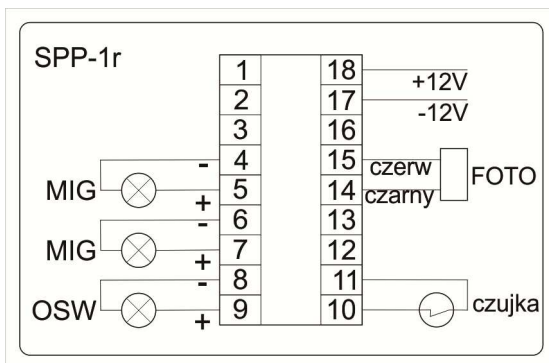 SPP-1r
1 18 +12V
2 17 -12V
3 16
- 4 15 czerw
MIG + 5 14 czarny FOTO
- 6 13
MIG + 7 12
- 8 11
OSW + 9 10 czujka